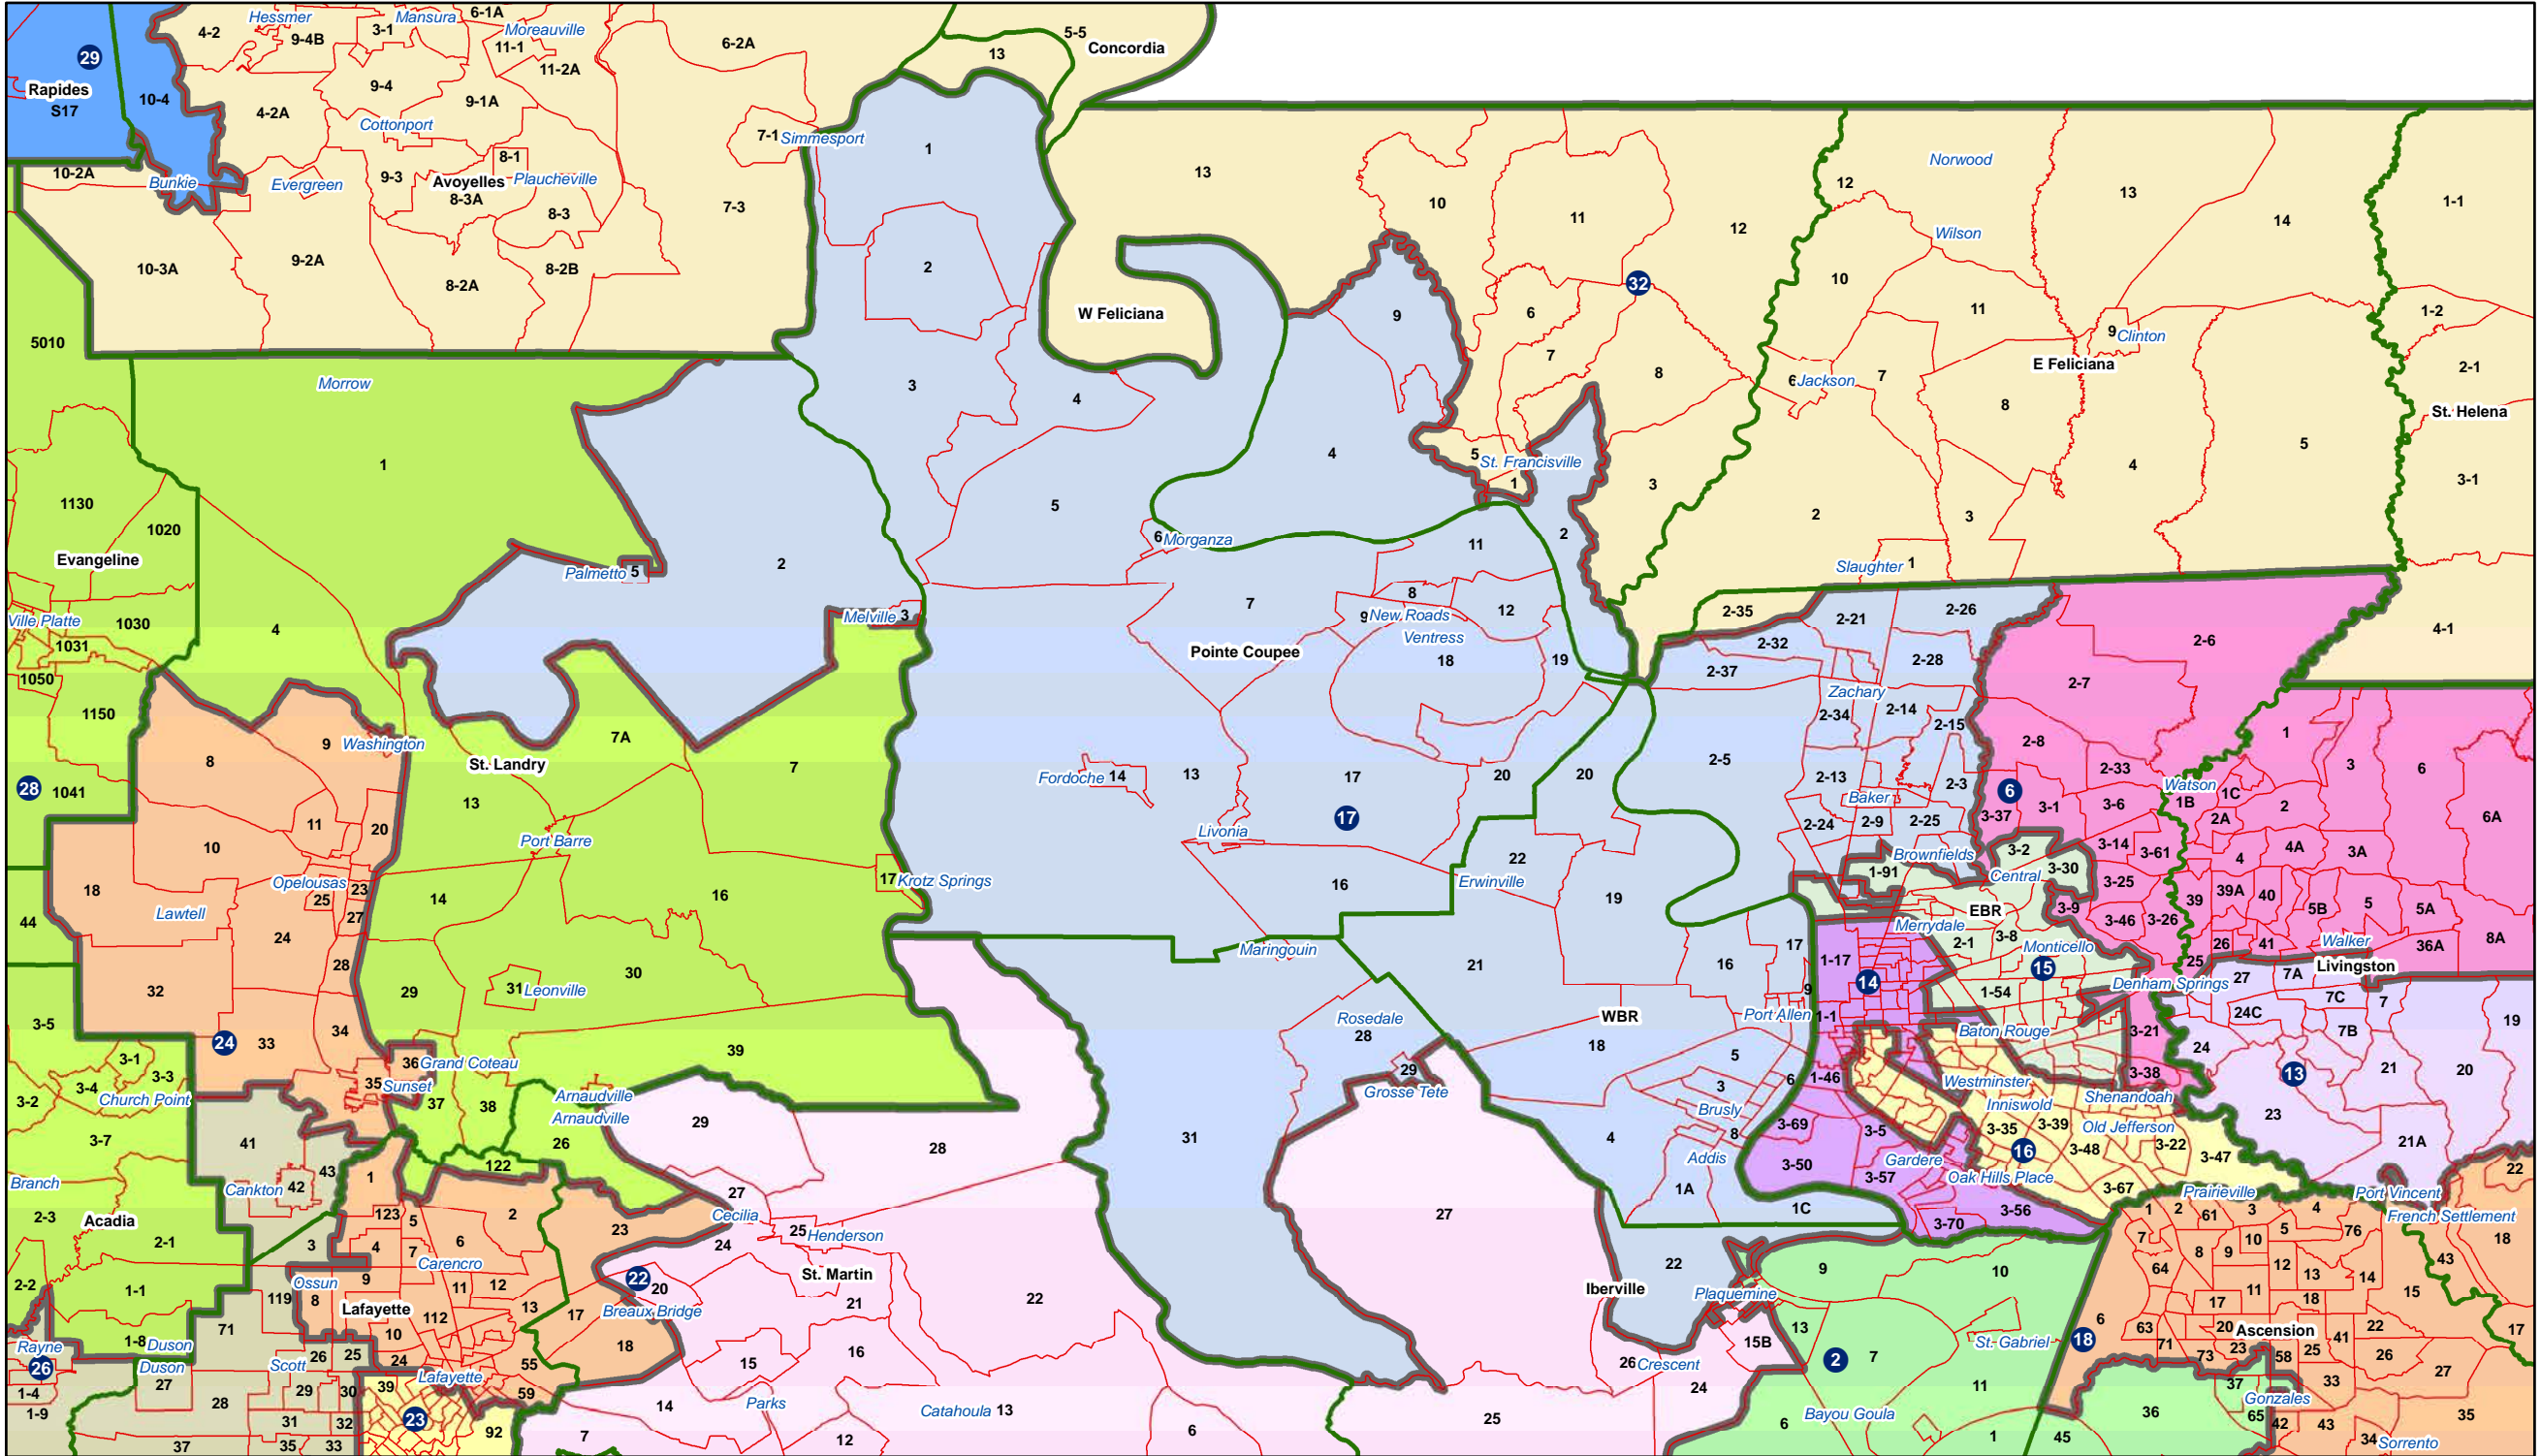 Hessmer
Mansura
6-1A
Moreauville
4-2
9-4B
3-1
11-1
6-2A
5-5
Concordia
13
29
Rapides
S17
10-4
9-4
11-2A
9-1A
4-2A
Cottonport
7-1
Simmesport
1
8-1
10-2A
Bunkie
Evergreen
9-3
Avoyelles
8-3A
Plaucheville
8-3
7-3
13
10
11
12
12
Norwood
13
14
1-1
Wilson
10-3A
9-2A
8-2A
8-2B
2
W Feliciana
9
6
32
10
11
1-2
5010
7
8
9
Clinton
E Feliciana
2-1
Morrow
3
4
6
Jackson
7
8
St. Helena
1
4
5
St. Francisville
1
3
4
5
3-1
1130
1020
5
2
2
3
Evangeline
6
Morganza
11
Slaughter
1
Palmetto
5
2
Ville Platte
1030
1031
4
Melville
3
7
8
9
New Roads
12
Ventress
2-35
2-21
2-26
2-32
2-6
4-1
1050
Pointe Coupee
18
19
2-37
2-28
2-7
1150
Zachary
2-34
2-14
2-15
8
9
Washington
St. Landry
7A
7
2-5
2-8
1
28
1041
13
Fordoche
14
13
17
20
20
2-13
2-3
6
2-33
Watson
3
6
17
Baker
3-37
3-1
3-6
1B
1C
2
6A
11
20
10
Port Barre
Livonia
2-24
2-9
2-25
2A
22
Brownfields
3-2
3-14
3-61
4
4A
3A
Opelousas
23
25
18
Lawtell
27
14
16
17
Krotz Springs
16
Erwinville
19
1-91
Central
3-30
3-25
39A
40
39
44
24
EBR
3-9
3-46
3-26
5B
5
5A
Merrydale
2-1
3-8
Monticello
26
41
Walker
36A
8A
Maringouin
17
28
30
21
16
1-17
15
25
Livingston
32
29
31
Leonville
9
14
1-54
Denham Springs
27
7A
7C
7
3-5
34
Rosedale
28
WBR
Port Allen
1-1
Baton Rouge
3-21
24C
7B
19
24
33
39
18
5
24
3-1
36
Grand Coteau
29
6
1-46
3-38
13
21
20
3-4
3-3
35
Sunset
Grosse Tete
3
Westminster
Shenandoah
3-2
Church Point
37
38
Arnaudville
Arnaudville
29
Brusly
Inniswold
23
3-7
41
26
28
31
4
8
3-69
3-5
3-35
3-39
Old Jefferson
3-48
3-22
21A
43
122
Addis
3-50
Gardere
16
3-47
Branch
Cankton
42
1
27
1A
3-57
Oak Hills Place
3-67
22
2-3
Acadia
123
5
2
23
Cecilia
27
1C
3-70
3-56
Prairieville
Port Vincent
French Settlement
2-1
3
4
7
6
24
25
Henderson
1
2
61
3
4
5
76
18
Carencro
St. Martin
22
9
10
7
8
9
10
43
2-2
1-1
Ossun
9
11
12
22
20
Iberville
Plaquemine
64
12
13
14
15
119
8
Lafayette
13
17
Breaux Bridge
21
22
11
71
112
13
17
18
1-8
Duson
10
18
15B
St. Gabriel
6
63
20
Ascension
22
17
Rayne
26
Duson
Scott
26
25
24
55
15
16
26
Crescent
2
7
18
71
73
23
58
25
41
26
27
1-4
27
28
29
30
39
Lafayette
59
24
11
37
33
1-9
31
32
23
92
14
Parks
Catahoula
13
25
6
Bayou Goula
36
Gonzales
65
42
43
35
37
35
33
7
12
6
1
45
34
Sorrento